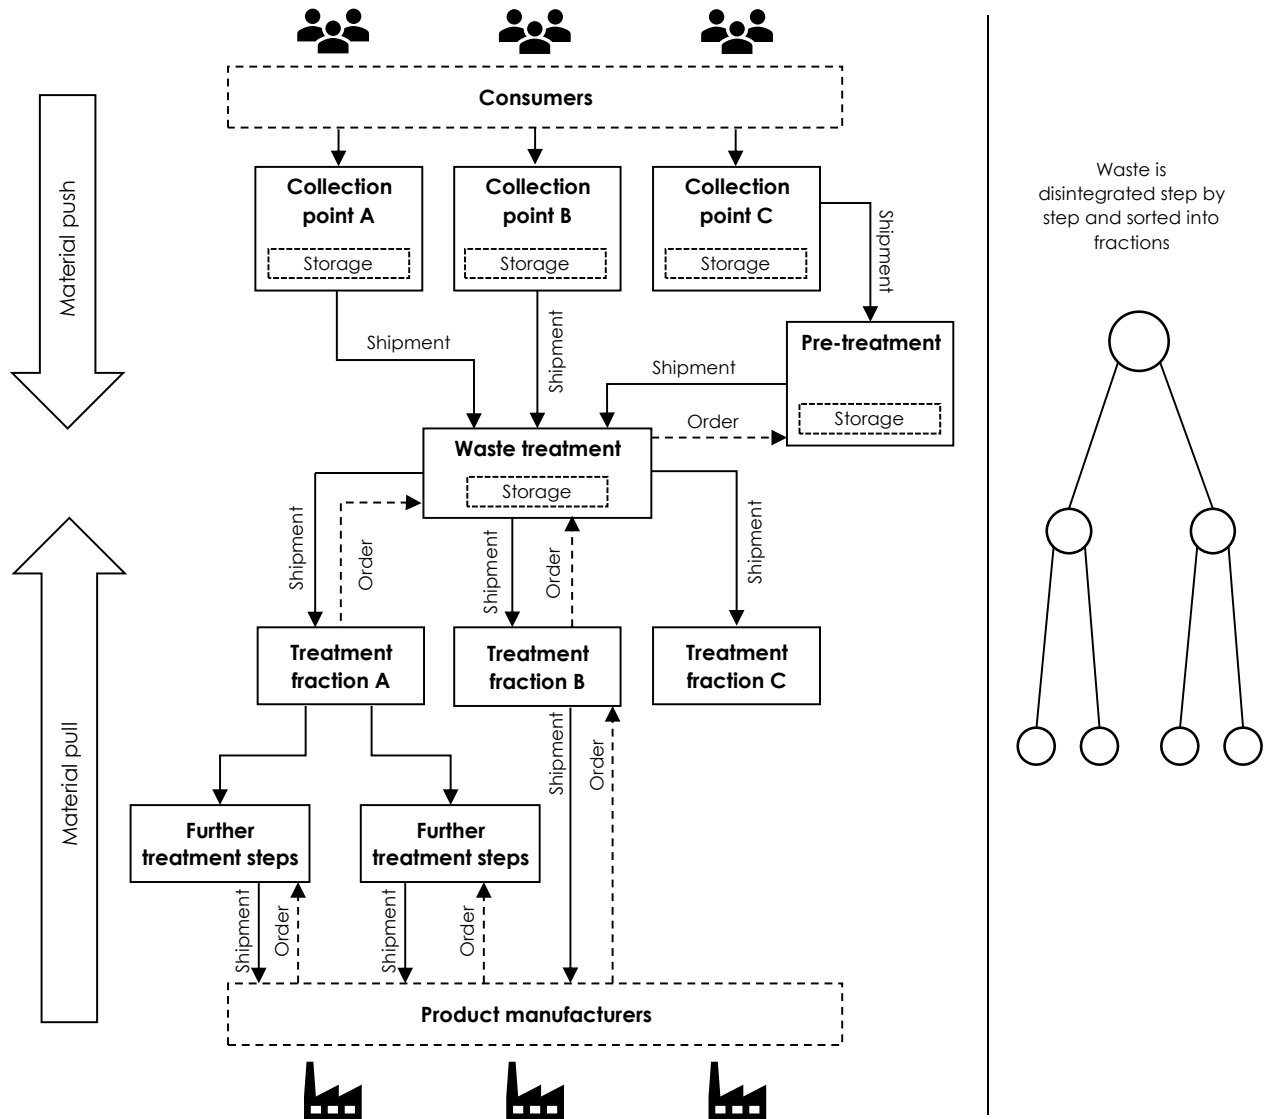 Consumers
Material push
Collection
point A
Storage
Collection
point B
Storage
Collection
point C
Storage
Shipment
Waste is
disintegrated step by
step and sorted into
fractions
Shipment
Shipment
Shipment
Pre-treatment
Storage
Order
Waste treatment
Storage
Shipment
Order
Shipment
Order
Shipment
Material pull
Treatment
fraction A
Treatment
fraction B
Treatment
fraction C
Shipment
Order
Further
treatment steps
Further
treatment steps
Shipment
Order
Shipment
Order
Product manufacturers